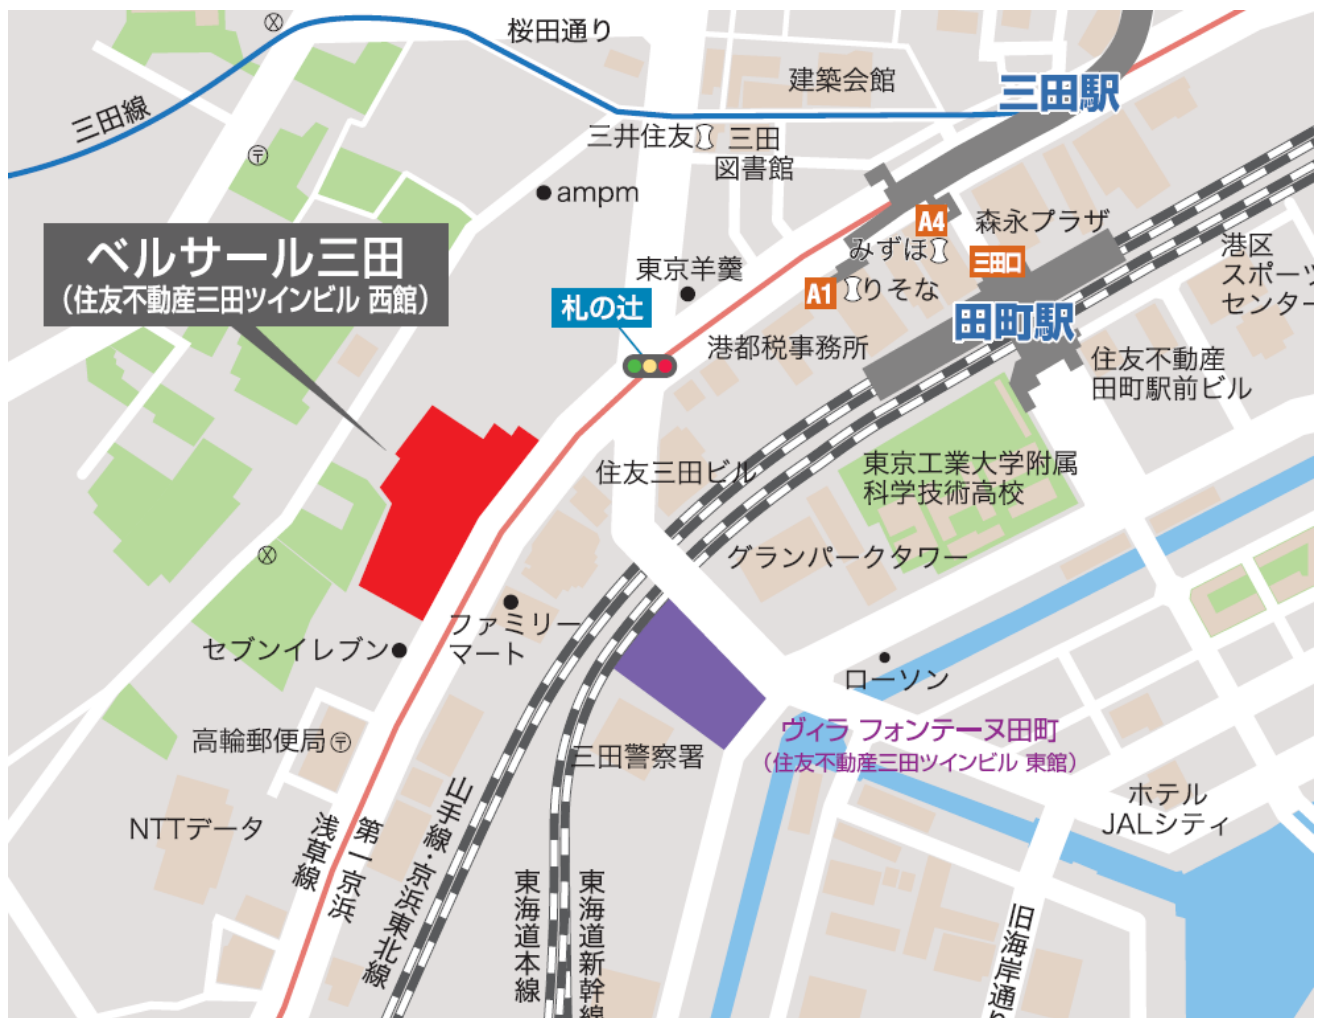 桜田通り
三田線
建築会館
三田駅
三井住友
三田
図書館
ampm
A4
森永プラザ
みずほ
三田口
港区
スポーツ
センター
ベルサール三田
（住友不動産三田ツインビル 西館）
東京羊羹
A1
りそな
札の辻
田町駅
港都税事務所
住友不動産
田町駅前ビル
住友三田ビル
東京工業大学附属
科学技術高校
グランパークタワー
ファミリー
マート
セブンイレブン
ローソン
高輪郵便局
三田警察署
ヴィラ フォンテーヌ田町
（住友不動産三田ツインビル 東館）
NTTデータ
ホテル
JALシティ
浅草線
第一京浜
山手線・京浜東北線
東海道本線
東海道新幹線
旧海岸通り